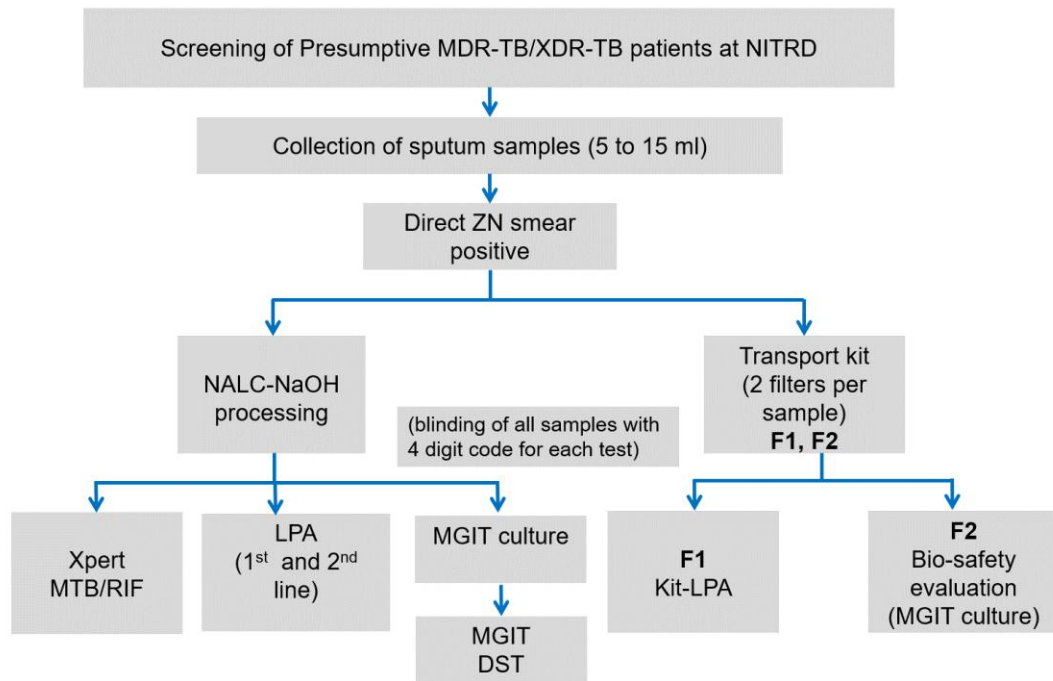 Screening of Presumptive MDR-TB/XDR-TB patients at NITRD
Collection of sputum samples (5 to 15 ml)
Direct ZN smear
positive
NALC-NaOH
processing
(blinding of all samples with
4 digit code for each test)
Transport kit
(2 filters per
sample)
F1, F2
Xpert
MTB/RIF
LPA
(1st and 2nd
line)
MGIT culture
MGIT
DST
F1
Kit-LPA
F2
Bio-safety
evaluation
(MGIT culture)